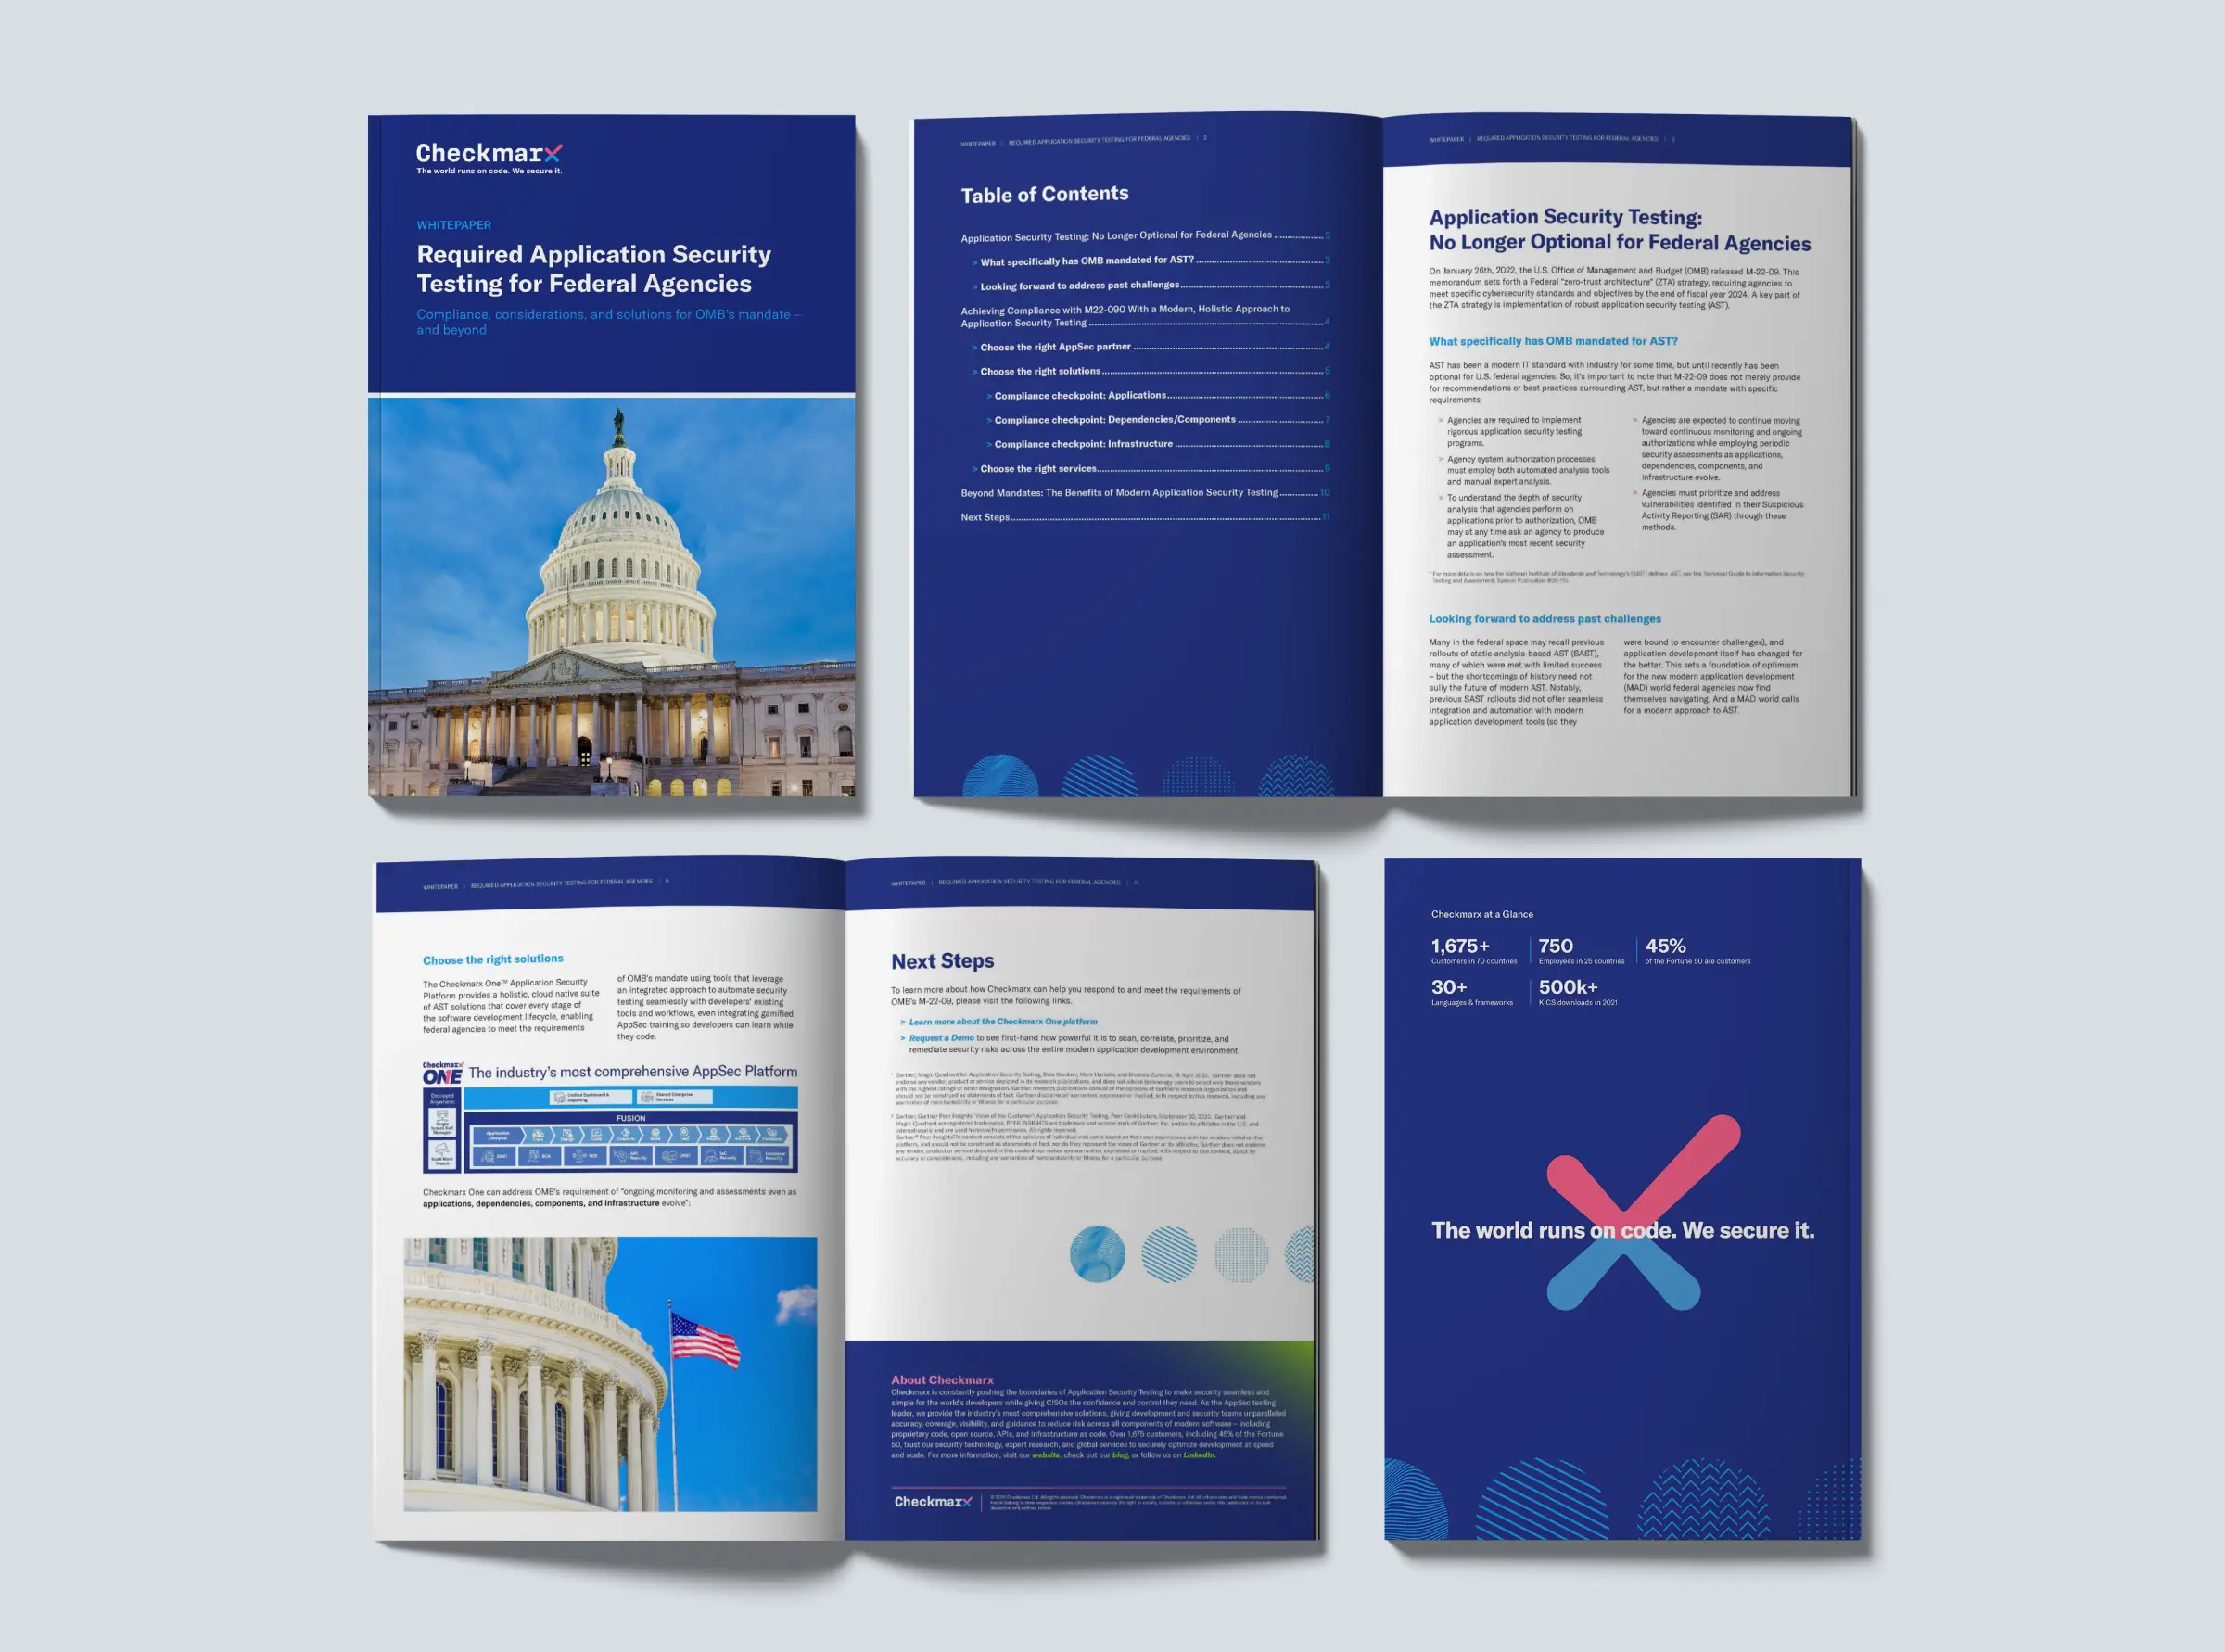 Checkmarx
The world runs on code. We secure it.
WHITEPAPER
Required Application Security
Testing for Federal Agencies
Compliance, considerations, and solutions for OMB's mandate –
and beyond
WHITEPAPER | REQUIRED APPLICATION SECURITY TESTING FOR FEDERAL AGENCIES | 2
Table of Contents
Application Security Testing: No Longer Optional for Federal Agencies 3
> What specifically has OMB mandated for AST? 3
> Looking forward to address past challenges 3
Achieving Compliance with M22-090 With a Modern, Holistic Approach to
Application Security Testing 4
> Choose the right AppSec partner 4
> Choose the right solutions 5
> Compliance checkpoint: Applications 6
> Compliance checkpoint: Dependencies/Components 7
> Compliance checkpoint: Infrastructure 8
> Choose the right services 9
Beyond Mandates: The Benefits of Modern Application Security Testing 10
Next Steps 11
WHITEPAPER | REQUIRED APPLICATION SECURITY TESTING FOR FEDERAL AGENCIES | 3
Application Security Testing:
No Longer Optional for Federal Agencies
On January 26th, 2022, the U.S. Office of Management and Budget (OMB) released M-22-09. This
memorandum sets forth a Federal "zero-trust architecture" (ZTA) strategy, requiring agencies to
meet specific cybersecurity standards and objectives by the end of fiscal year 2024. A key part of
the ZTA strategy is implementation of robust application security testing (AST).
What specifically has OMB mandated for AST?
AST has been a modern IT standard with industry for some time, but until recently has been
optional for U.S. federal agencies. So, it's important to note that M-22-09 does not merely provide
for recommendations or best practices surrounding AST, but rather a mandate with specific
requirements:
> Agencies are required to implement
rigorous application security testing
programs.
> Agency system authorization processes
must employ both automated analysis tools
and manual expert analysis.
> To understand the depth of security
analysis that agencies perform on
applications prior to authorization, OMB
may at any time ask an agency to produce
an application's most recent security
assessment.
> Agencies are expected to continue moving
toward continuous monitoring and ongoing
authorizations while employing periodic
security assessments as applications,
dependencies, components, and
infrastructure evolve.
> Agencies must prioritize and address
vulnerabilities identified in their Suspicious
Activity Reporting (SAR) through these
methods.
* For more details on how the National Institute of Standards and Technology's (NIST) defines AST, see the Technical Guide to Information Security
Testing and Assessment, Special Publication 800-115.
Looking forward to address past challenges
Many in the federal space may recall previous
rollouts of static analysis-based AST (SAST),
many of which were met with limited success
– but the shortcomings of history need not
sully the future of modern AST. Notably,
previous SAST rollouts did not offer seamless
integration and automation with modern
application development tools (so they
were bound to encounter challenges), and
application development itself has changed for
the better. This sets a foundation of optimism
for the new modern application development
(MAD) world federal agencies now find
themselves navigating. And a MAD world calls
for a modern approach to AST.
WHITEPAPER | REQUIRED APPLICATION SECURITY TESTING FOR FEDERAL AGENCIES |
Choose the right solutions
The Checkmarx One™ Application Security
Platform provides a holistic, cloud native suite
of AST solutions that cover every stage of
the software development lifecycle, enabling
federal agencies to meet the requirements
of OMB's mandate using tools that leverage
an integrated approach to automate security
testing seamlessly with developers' existing
tools and workflows, even integrating gamified
AppSec training so developers can learn while
they code.
Checkmarx
ONE The industry's most comprehensive AppSec Platform
Deployed
Anywhere
Unified Dashboard &
Reporting
Shared Enterprise
Services
FUSION
Application
Lifecycle
Checkmarx One can address OMB's requirement of "ongoing monitoring and assessments even as
applications, dependencies, components, and infrastructure evolve":
WHITEPAPER | REQUIRED APPLICATION SECURITY TESTING FOR FEDERAL AGENCIES |
Next Steps
To learn more about how Checkmarx can help you respond to and meet the requirements of
OMB's M-22-09, please visit the following links.
> Learn more about the Checkmarx One platform
> Request a Demo to see first-hand how powerful it is to scan, correlate, prioritize, and
remediate security risks across the entire modern application development environment
About Checkmarx
Checkmarx is constantly pushing the boundaries of Application Security Testing to make security seamless and
simple for the world's developers while giving CISOs the confidence and control they need. As the AppSec testing
leader, we provide the industry's most comprehensive solutions, giving development and security teams unparalleled
accuracy, coverage, visibility, and guidance to reduce risk across all components of modern software – including
proprietary code, open source, APIs, and Infrastructure as code. Over 1,675 customers, including 45% of the Fortune
50, trust our security technology, expert research, and global services to securely optimize development at speed
and scale. For more information, visit our website, check out our blog, or follow us on LinkedIn.
Checkmarx
Checkmarx at a Glance
1,675+
Customers in 70 countries
750
Employees in 25 countries
45%
of the Fortune 50 are customers
30+
Languages & frameworks
500k+
KICS downloads in 2021
The world runs on code. We secure it.